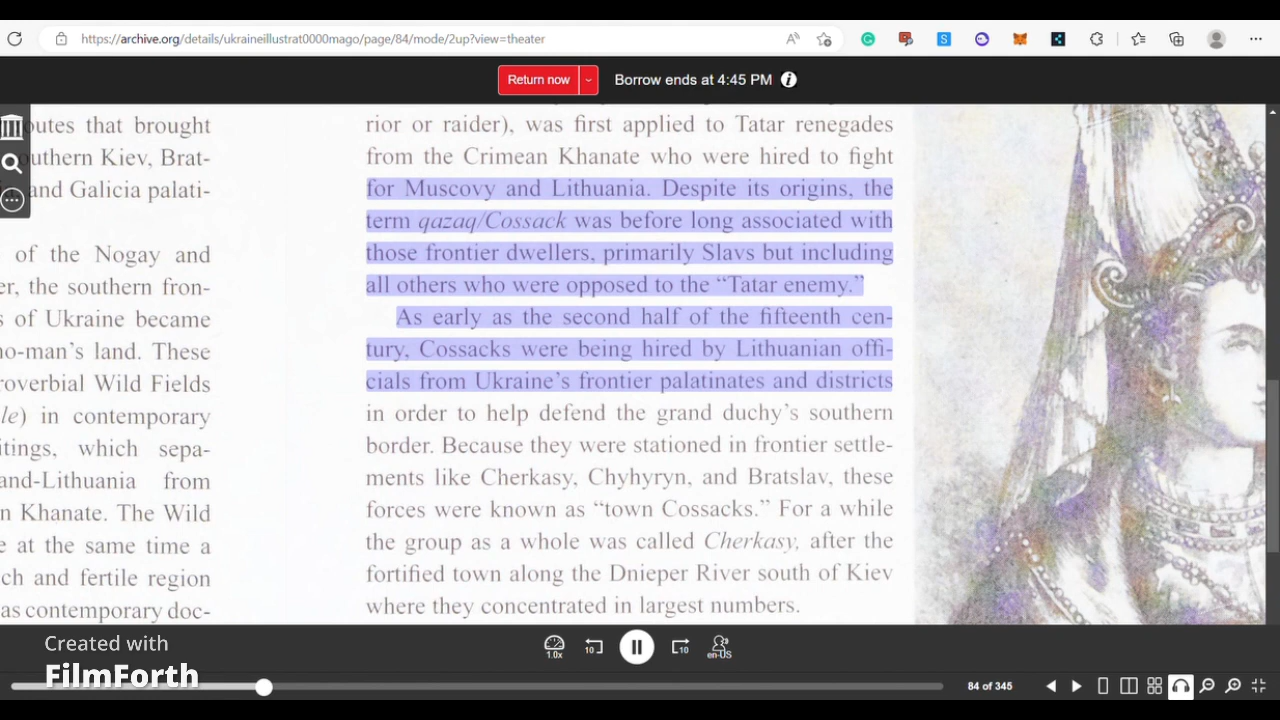 https://archive.org/details/ukraineillustrat0000mago/page/84/mode/2up?view=theater
Return now
Borrow ends at 4:45 PM
outes that brought
outhern Kiev, Brat-
and Galicia palati-
of the Nogay and
er, the southern fron-
s of Ukraine became
no-man's land. These
roverbial Wild Fields
le) in contemporary
itings, which sepa-
and-Lithuania from
n Khanate. The Wild
e at the same time a
ch and fertile region
as contemporary doc-
rior or raider), was first applied to Tatar renegades
from the Crimean Khanate who were hired to fight
for Muscovy and Lithuania. Despite its origins, the
term qazaq/Cossack was before long associated with
those frontier dwellers, primarily Slavs but including
all others who were opposed to the “Tatar enemy.”
As early as the second half of the fifteenth cen-
tury, Cossacks were being hired by Lithuanian offi-
cials from Ukraine's frontier palatinates and districts
in order to help defend the grand duchy's southern
border. Because they were stationed in frontier settle-
ments like Cherkasy, Chyhyryn, and Bratslav, these
forces were known as “town Cossacks.” For a while
the group as a whole was called Cherkasy, after the
fortified town along the Dnieper River south of Kiev
where they concentrated in largest numbers.
Created with
FilmForth
1.0x
10
10
en-US
84 of 345